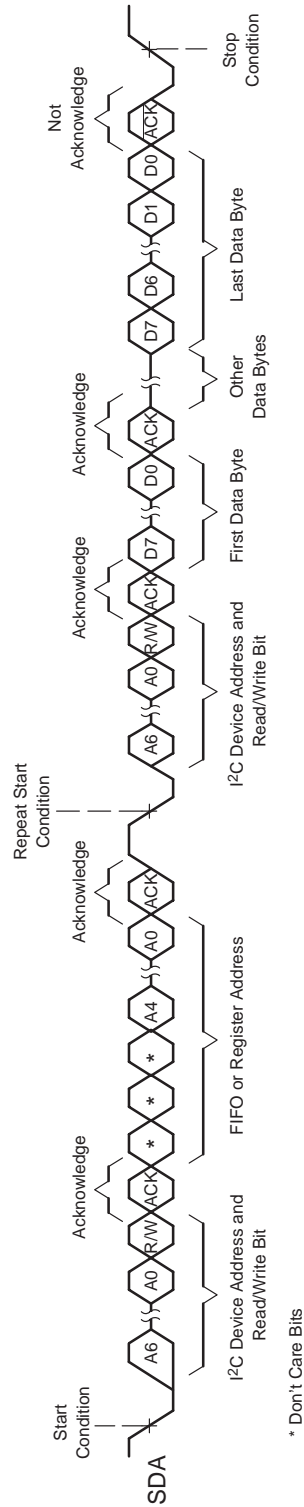 Start
Condition
Acknowledge
Acknowledge
Repeat Start
Condition
Acknowledge
Acknowledge
Not
Acknowledge
SDA
A6 A0 R/W ACK * * * A4 A0 ACK A6 A0 R/W ACK D7 D0 ACK D7 D6 D1 D0 ACK
I²C Device Address and
Read/Write Bit
FIFO or Register Address
I²C Device Address and
Read/Write Bit
First Data Byte
Other
Data Bytes
Last Data Byte
Stop
Condition
* Don't Care Bits